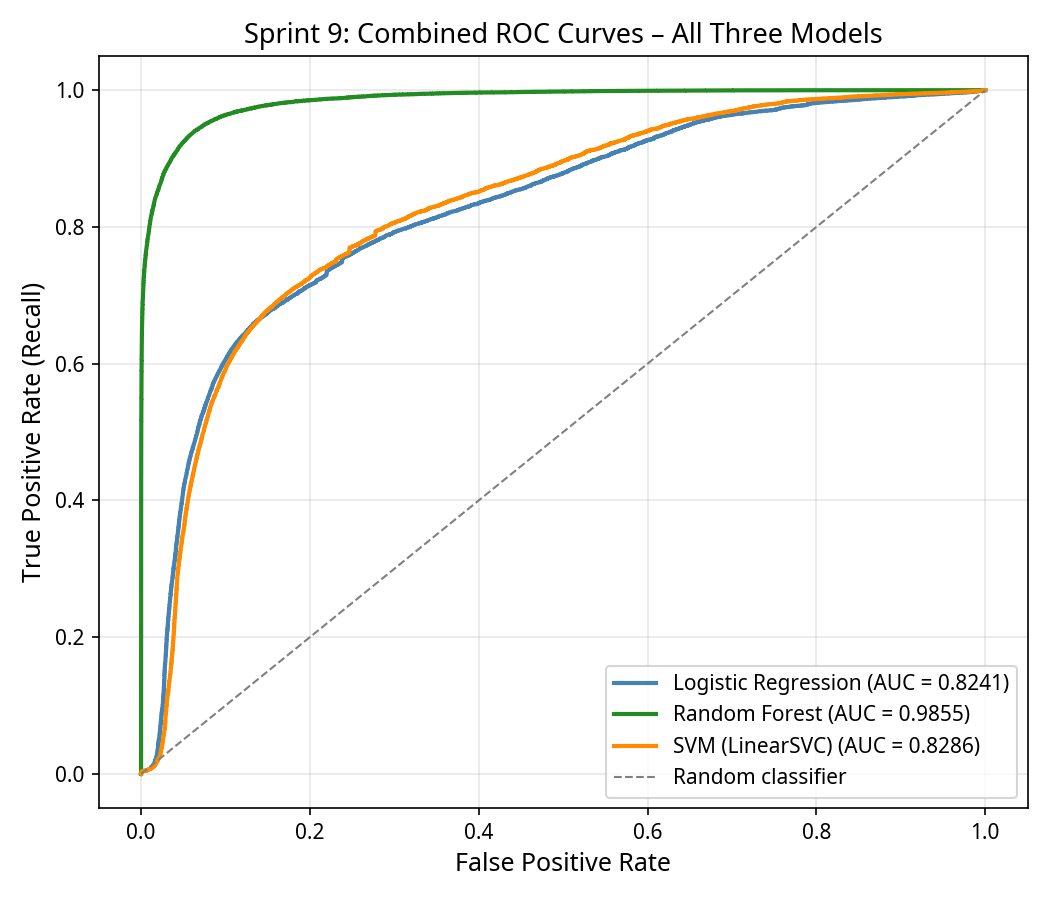 Sprint 9: Combined ROC Curves – All Three Models
True Positive Rate (Recall)
1.0
0.8
0.6
0.4
0.2
0.0
0.0 0.2 0.4 0.6 0.8 1.0
False Positive Rate
Logistic Regression (AUC = 0.8241)
Random Forest (AUC = 0.9855)
SVM (LinearSVC) (AUC = 0.8286)
Random classifier